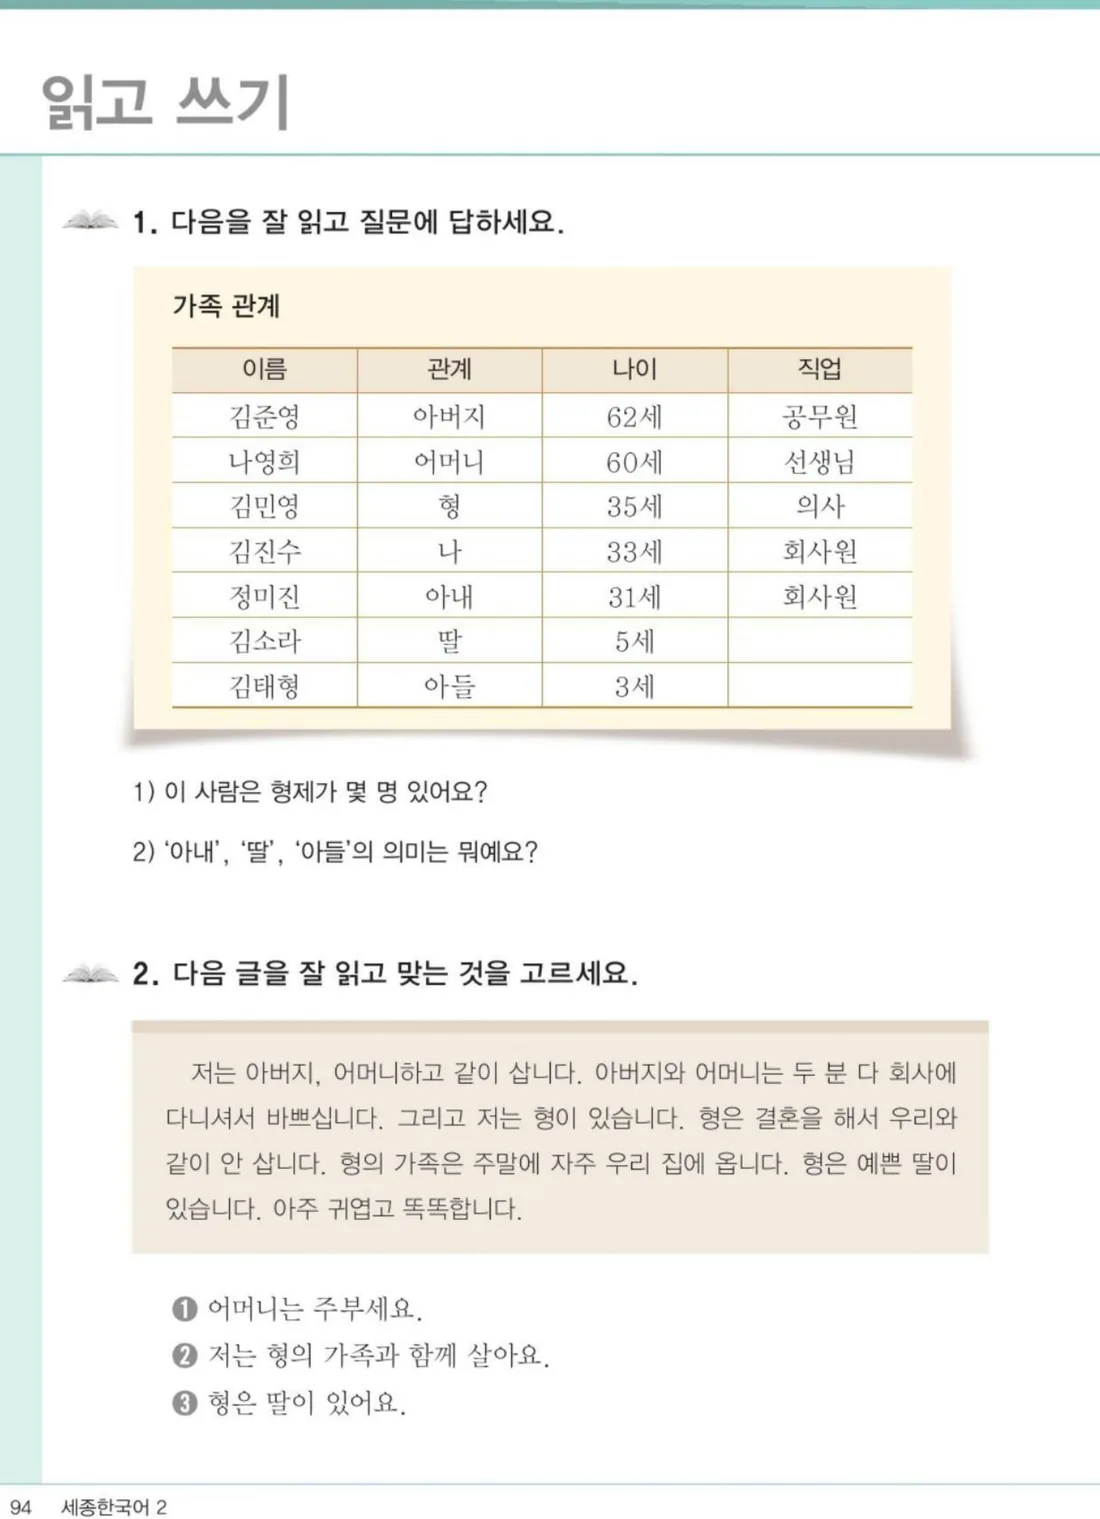 읽고 쓰기
1. 다음을 잘 읽고 질문에 답하세요.
가족 관계
이름 관계 나이 직업
김준영 아버지 62세 공무원
나영희 어머니 60세 선생님
김민영 형 35세 의사
김진수 나 33세 회사원
정미진 아내 31세 회사원
김소라 딸 5세
김태형 아들 3세
1) 이 사람은 형제가 몇 명 있어요?
2) ‘아내’, ‘딸’, ‘아들’의 의미는 뭐예요?
2. 다음 글을 잘 읽고 맞는 것을 고르세요.
저는 아버지, 어머니하고 같이 삽니다. 아버지와 어머니는 두 분 다 회사에
다니셔서 바쁘십니다. 그리고 저는 형이 있습니다. 형은 결혼을 해서 우리와
같이 안 삽니다. 형의 가족은 주말에 자주 우리 집에 옵니다. 형은 예쁜 딸이
있습니다. 아주 귀엽고 똑똑합니다.
❶ 어머니는 주부세요.
❷ 저는 형의 가족과 함께 살아요.
❸ 형은 딸이 있어요.
94 세종한국어 2